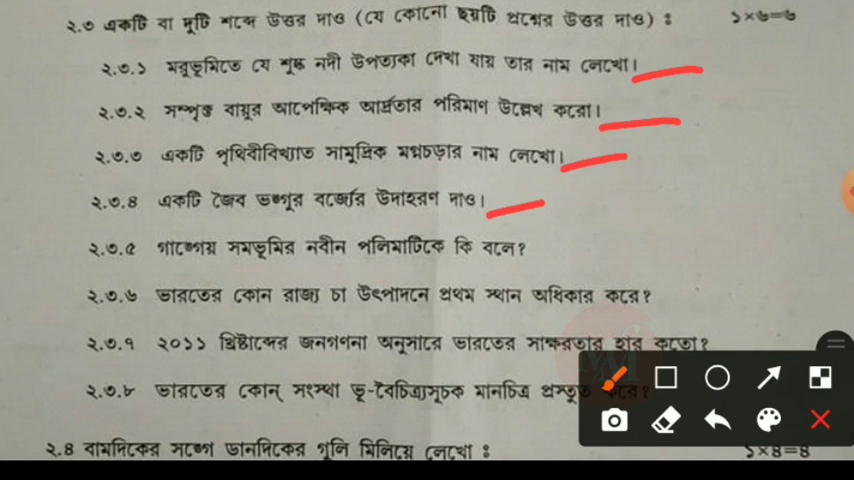 ২.৩ একটি বা দুটি শব্দে উত্তর দাও (যে কোনো ছয়টি প্রশ্নের উত্তর দাও) : ১×৬=৬
২.৩.১ মরুভূমিতে যে শুষ্ক নদী উপত্যকা দেখা যায় তার নাম লেখো।
২.৩.২ সম্পৃক্ত বায়ুর আপেক্ষিক আর্দ্রতার পরিমাণ উল্লেখ করো।
২.৩.৩ একটি পৃথিবীবিখ্যাত সামুদ্রিক মগ্নচড়ার নাম লেখো।
২.৩.৪ একটি জৈব ভঙ্গুর বর্জ্যের উদাহরণ দাও।
২.৩.৫ গাঙ্গেয় সমভূমির নবীন পলিমাটিকে কি বলে?
২.৩.৬ ভারতের কোন রাজ্য চা উৎপাদনে প্রথম স্থান অধিকার করে?
২.৩.৭ ২০১১ খ্রিষ্টাব্দের জনগণনা অনুসারে ভারতের সাক্ষরতার হার কতো?
২.৩.৮ ভারতের কোন্ সংস্থা ভূ-বৈচিত্র্যসূচক মানচিত্র প্রস্তুত করে?
২.৪ বামদিকের সঙ্গে ডানদিকের গুলি মিলিয়ে লেখো : ১×৪=৪